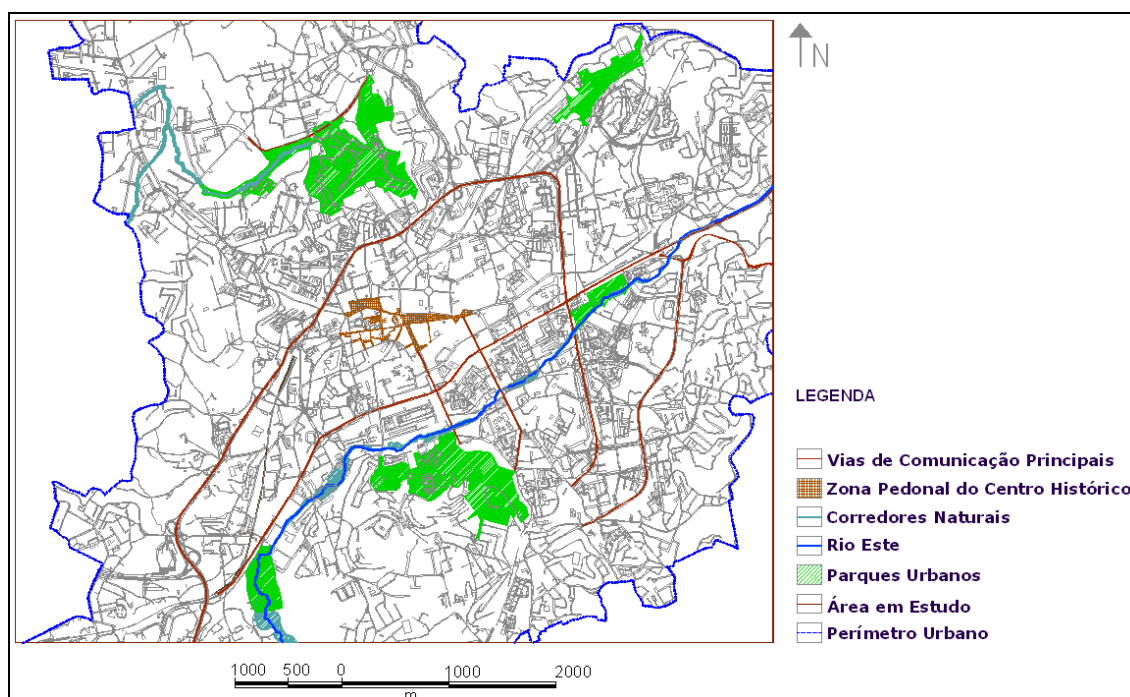 N
LEGENDA
Vias de Comunicação Principais
Zona Pedonal do Centro Histórico
Corredores Naturais
Rio Este
Parques Urbanos
Área em Estudo
Perímetro Urbano
1000 500 0 1000 2000
m